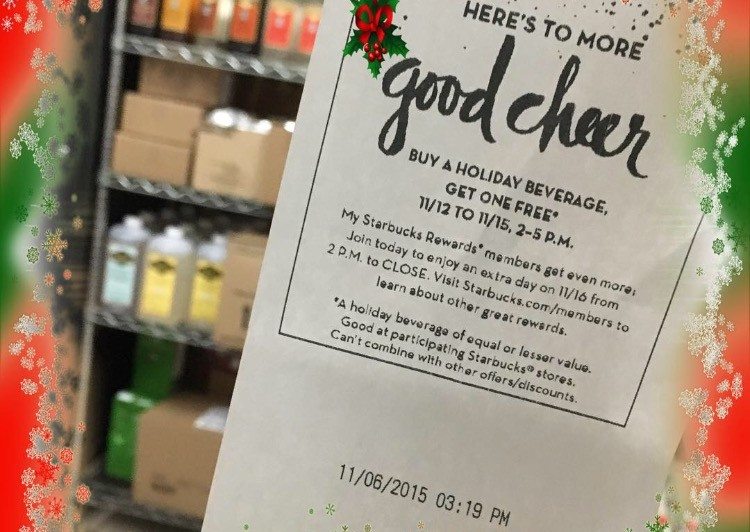 HERE'S TO MORE
good cheer
BUY A HOLIDAY BEVERAGE,
GET ONE FREE*
11/12 TO 11/15, 2-5 P.M.
My Starbucks Rewards® members get even more;
Join today to enjoy an extra day on 11/16 from
2 P.M. to CLOSE. Visit Starbucks.com/members to
learn about other great rewards.
*A holiday beverage of equal or lesser value.
Good at participating Starbucks® stores.
Can't combine with other offers/discounts.
11/06/2015 03:19 PM